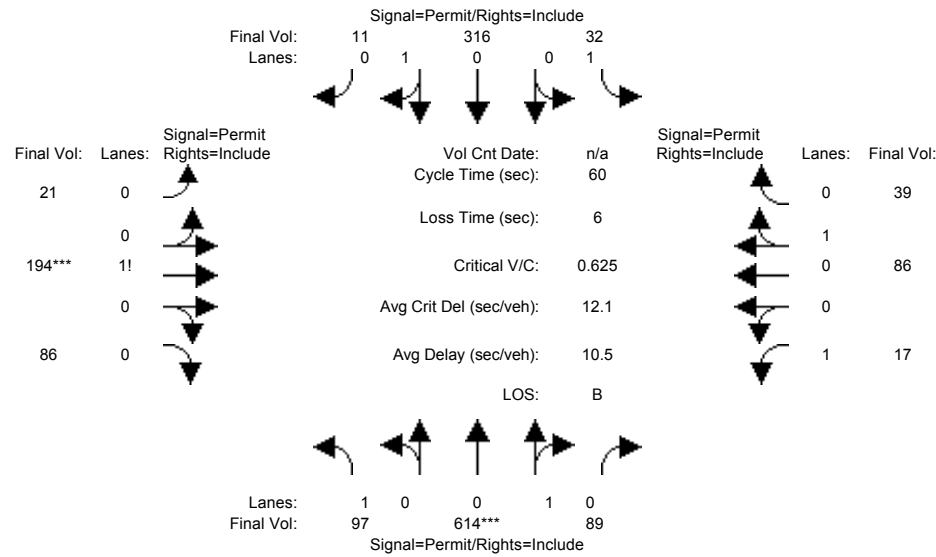 Signal=Permit/Rights=Include
Final Vol: 11 316 32
Lanes: 0 1 0 0 1
Signal=Permit
Final Vol: Lanes: Rights=Include
Vol Cnt Date: n/a
Signal=Permit
Rights=Include Lanes: Final Vol:
Cycle Time (sec): 60
21 0
0 39
Loss Time (sec): 6
0
1
194*** 1!
Critical V/C: 0.625
0 86
0
Avg Crit Del (sec/veh): 12.1
0
86 0
Avg Delay (sec/veh): 10.5
1 17
LOS: B
Lanes: 1 0 0 1 0
Final Vol: 97 614*** 89
Signal=Permit/Rights=Include